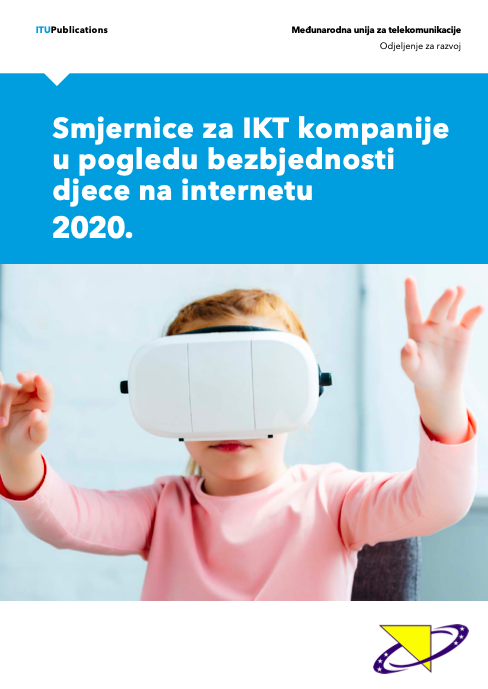 ITUPublications
Međunarodna unija za telekomunikacije
Odjeljenje za razvoj
Smjernice za IKT kompanije
u pogledu bezbjednosti
djece na internetu
2020.